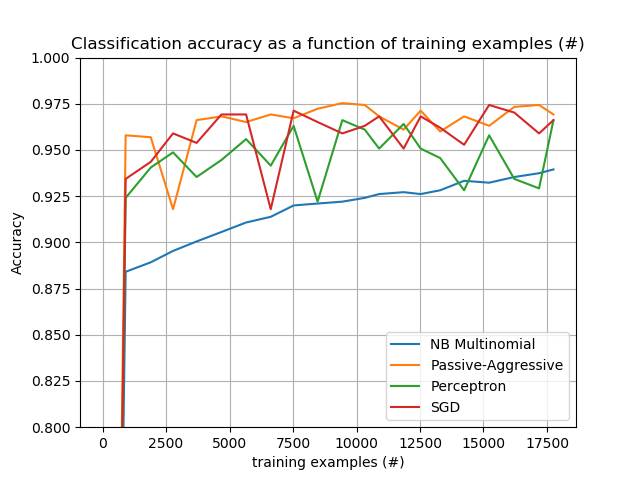 Classification accuracy as a function of training examples (#)
1.000
0.975
0.950
0.925
0.900
0.875
0.850
0.825
0.800
Accuracy
NB Multinomial
Passive-Aggressive
Perceptron
SGD
0 2500 5000 7500 10000 12500 15000 17500
training examples (#)